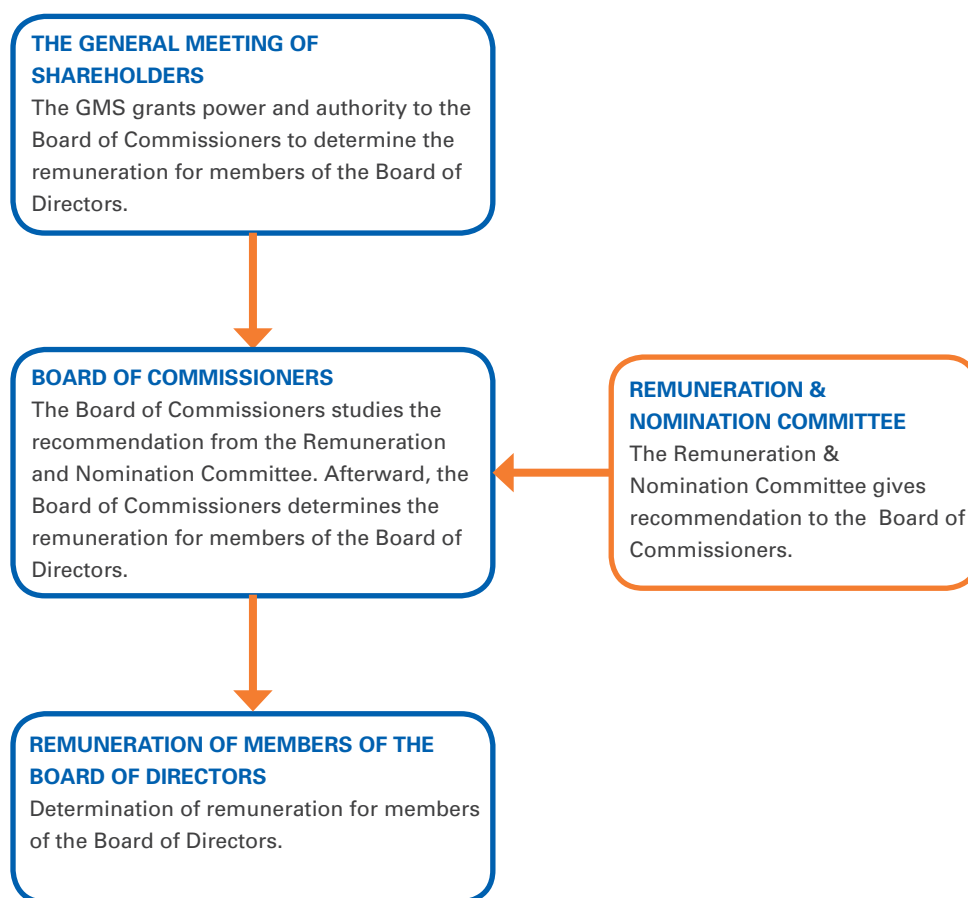 THE GENERAL MEETING OF
SHAREHOLDERS
The GMS grants power and authority to the
Board of Commissioners to determine the
remuneration for members of the Board of
Directors.
BOARD OF COMMISSIONERS
The Board of Commissioners studies the
recommendation from the Remuneration
and Nomination Committee. Afterward, the
Board of Commissioners determines the
remuneration for members of the Board of
Directors.
REMUNERATION &
NOMINATION COMMITTEE
The Remuneration &
Nomination Committee gives
recommendation to the Board of
Commissioners.
REMUNERATION OF MEMBERS OF THE
BOARD OF DIRECTORS
Determination of remuneration for members
of the Board of Directors.